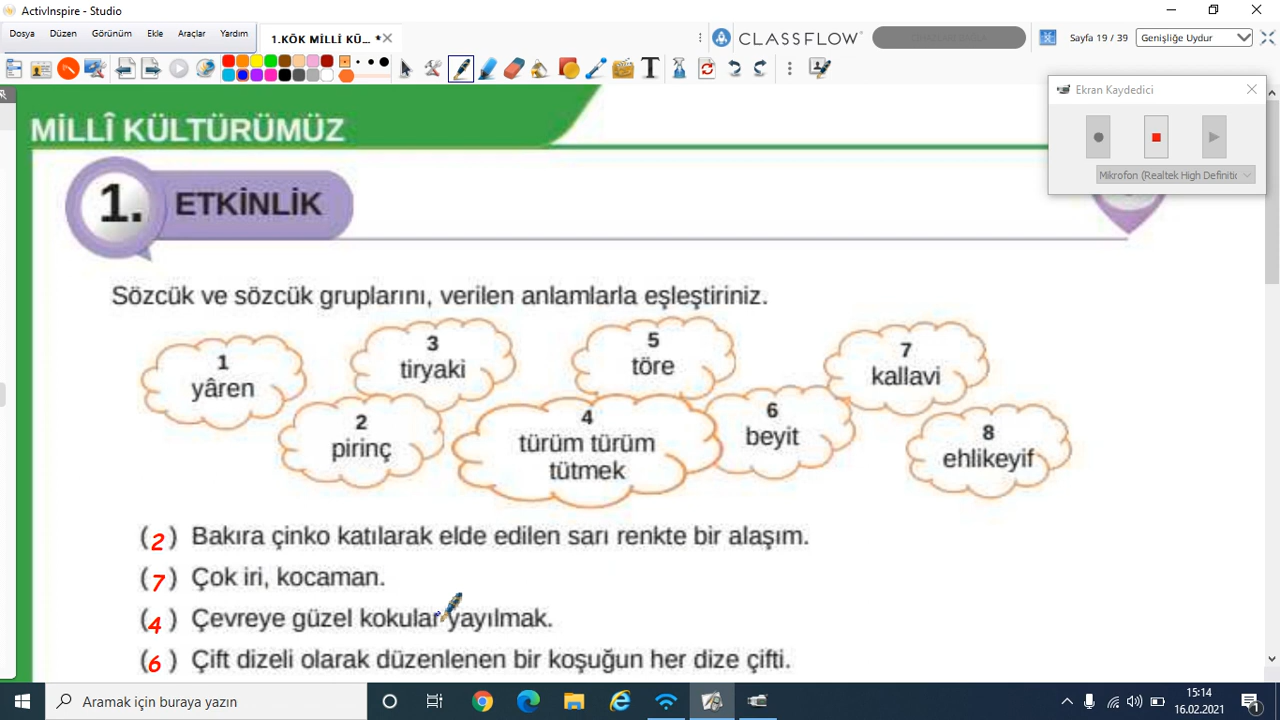 ActivInspire - Studio
Dosya Düzen Görünüm Ekle Araçlar Yardım
1.KÖK MİLLİ KÜ... *
CLASSFLOW
Sayfa 19 / 39
Genişliğe Uydur
Ekran Kaydedici
Mikrofon (Realtek High Definitic
MİLLÎ KÜLTÜRÜMÜZ
1. ETKİNLİK
Sözcük ve sözcük gruplarını, verilen anlamlarla eşleştiriniz.
1
yâren
2
pirinç
3
tiryaki
4
türüm türüm
tütmek
5
töre
6
beyit
7
kallavi
8
ehlikeyif
(2) Bakıra çinko katılarak elde edilen sarı renkte bir alaşım.
(7) Çok iri, kocaman.
(4) Çevreye güzel kokular yayılmak.
(6) Çift dizeli olarak düzenlenen bir koşuğun her dize çifti.
Aramak için buraya yazın
15:14
16.02.2021
1